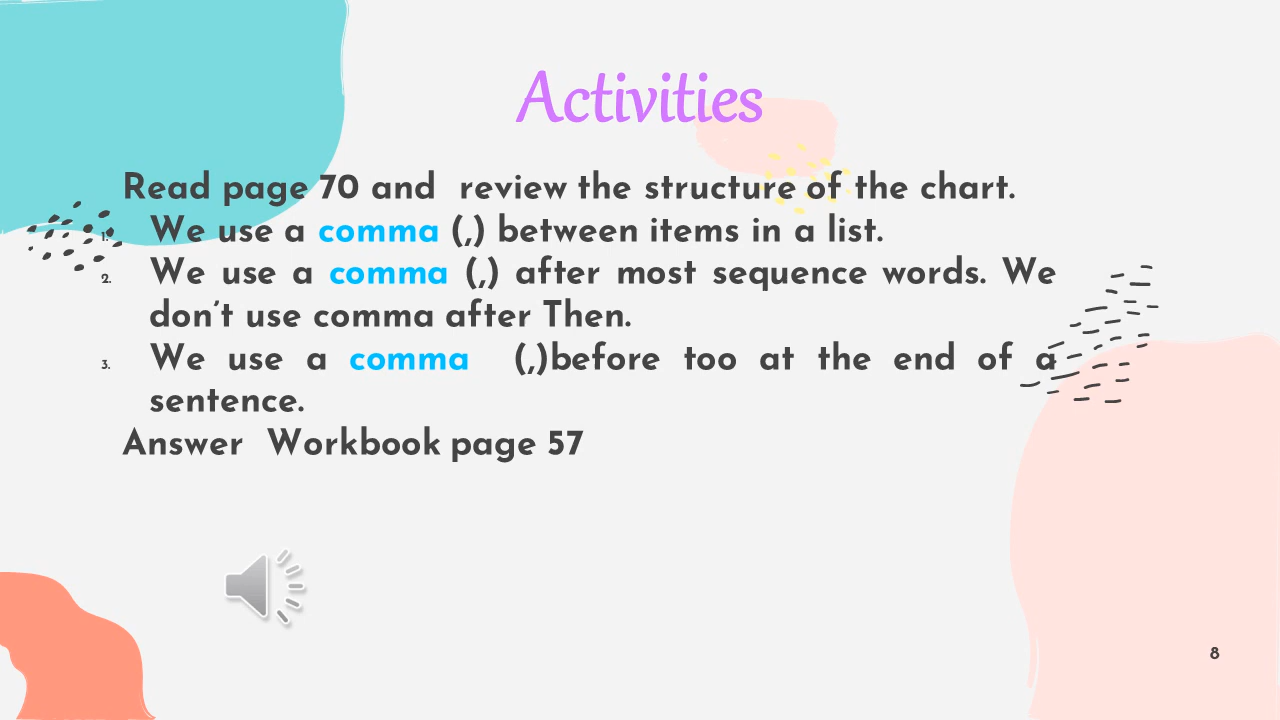 Activities
Read page 70 and  review the structure of the chart.
1. We use a comma (,) between items in a list.
2. We use a comma (,) after most sequence words. We
don’t use comma after Then.
3. We use a comma  (,)before too at the end of a
sentence.
Answer  Workbook page 57
8